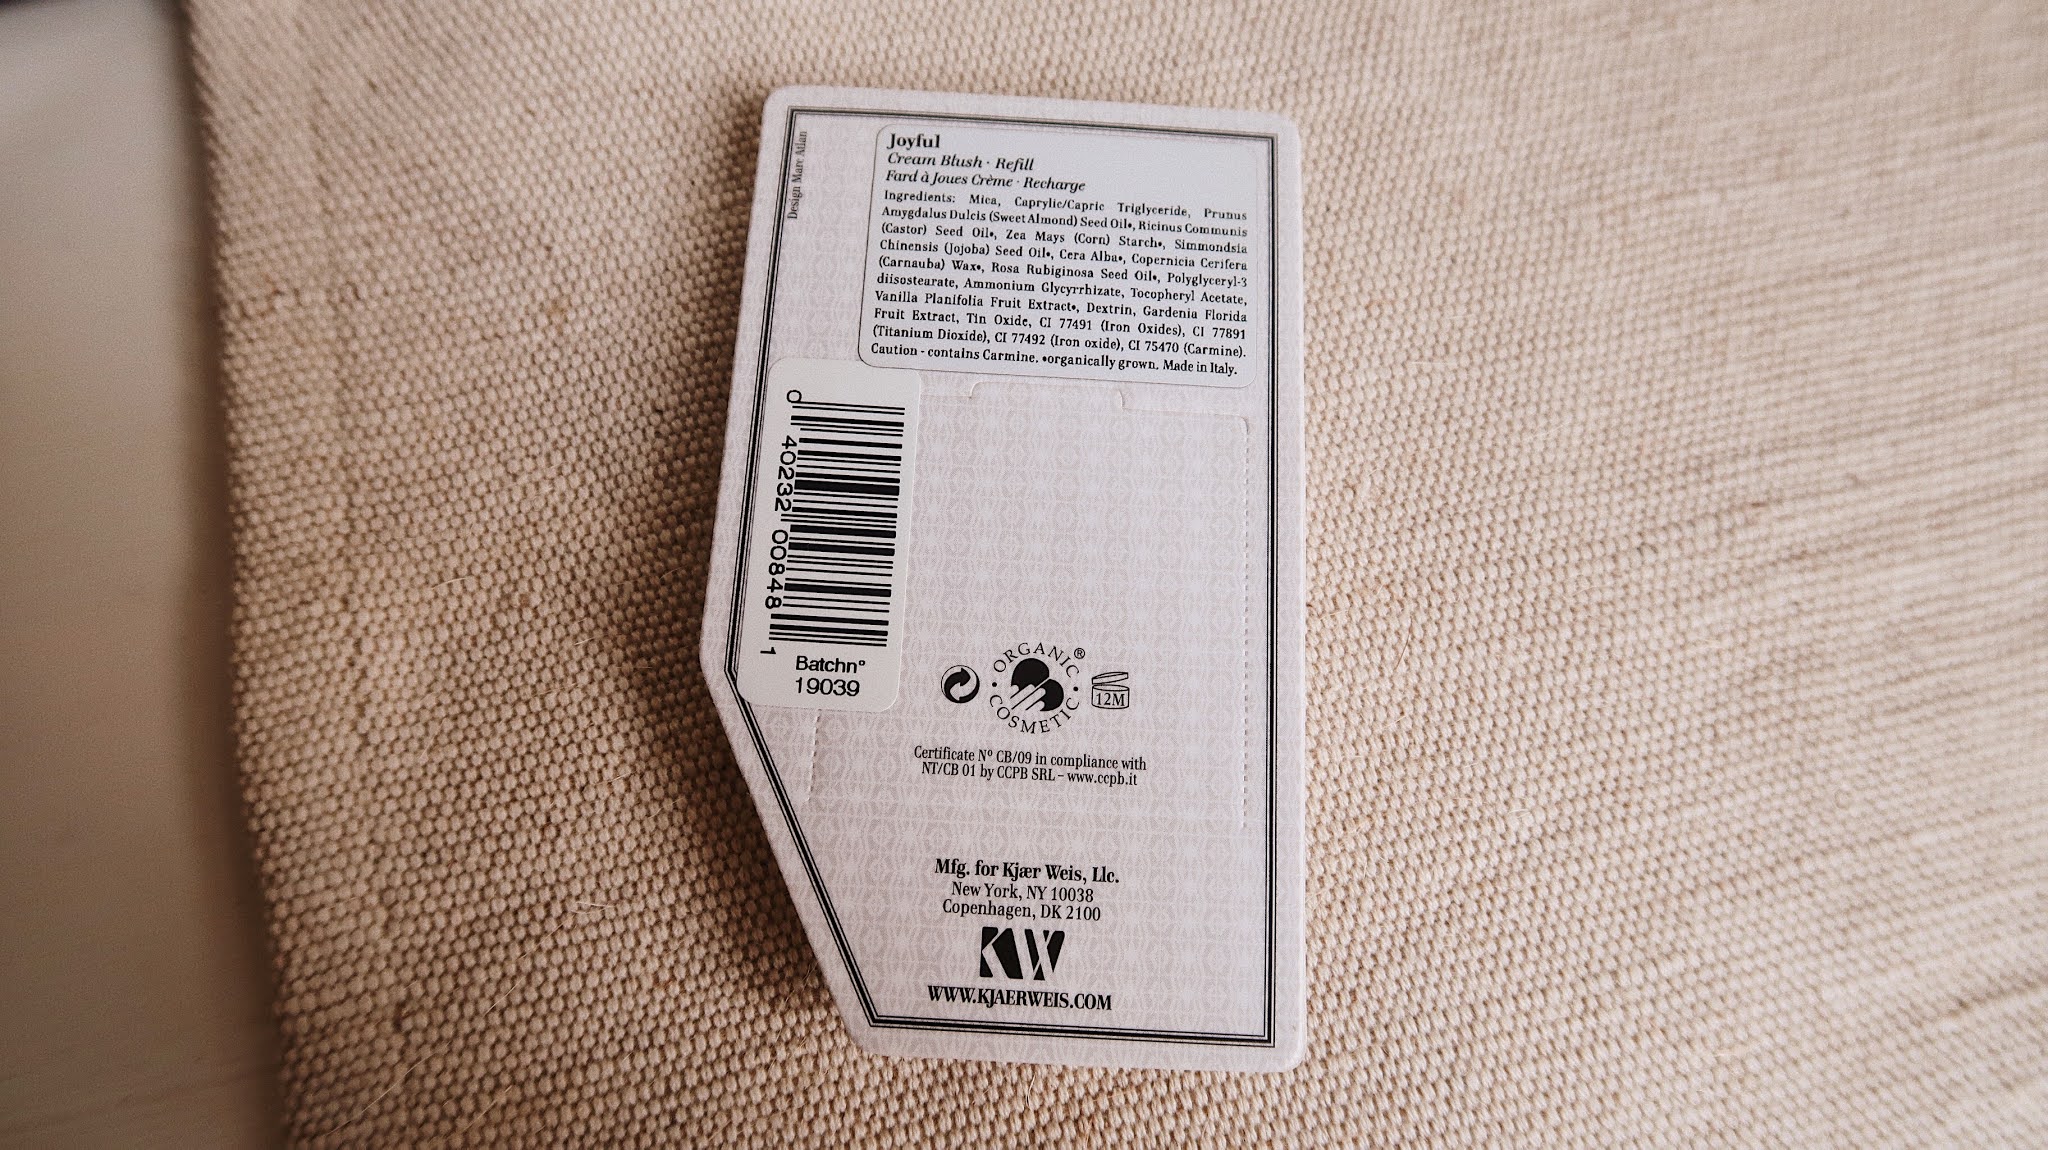 Design Marc Atlan
Joyful
Cream Blush · Refill
Fard à Joues Crème · Recharge
Ingredients: Mica, Caprylic/Capric Triglyceride, Prunus
Amygdalus Dulcis (Sweet Almond) Seed Oil•, Ricinus Communis
(Castor) Seed Oil•, Zea Mays (Corn) Starch•, Simmondsia
Chinensis (Jojoba) Seed Oil•, Cera Alba•, Copernicia Cerifera
(Carnauba) Wax•, Rosa Rubiginosa Seed Oil•, Polyglyceryl-3
diisostearate, Ammonium Glycyrrhizate, Tocopheryl Acetate,
Vanilla Planifolia Fruit Extract•, Dextrin, Gardenia Florida
Fruit Extract, Tin Oxide, CI 77491 (Iron Oxides), CI 77891
(Titanium Dioxide), CI 77492 (Iron oxide), CI 75470 (Carmine).
Caution - contains Carmine. •organically grown. Made in Italy.
0 40232 00848 1
Batchn°
19039
ORGANIC ®
COSMETIC
12M
Certificate Nº CB/09 in compliance with
NT/CB 01 by CCPB SRL – www.ccpb.it
Mfg. for Kjær Weis, Llc.
New York, NY 10038
Copenhagen, DK 2100
KW
WWW.KJAERWEIS.COM